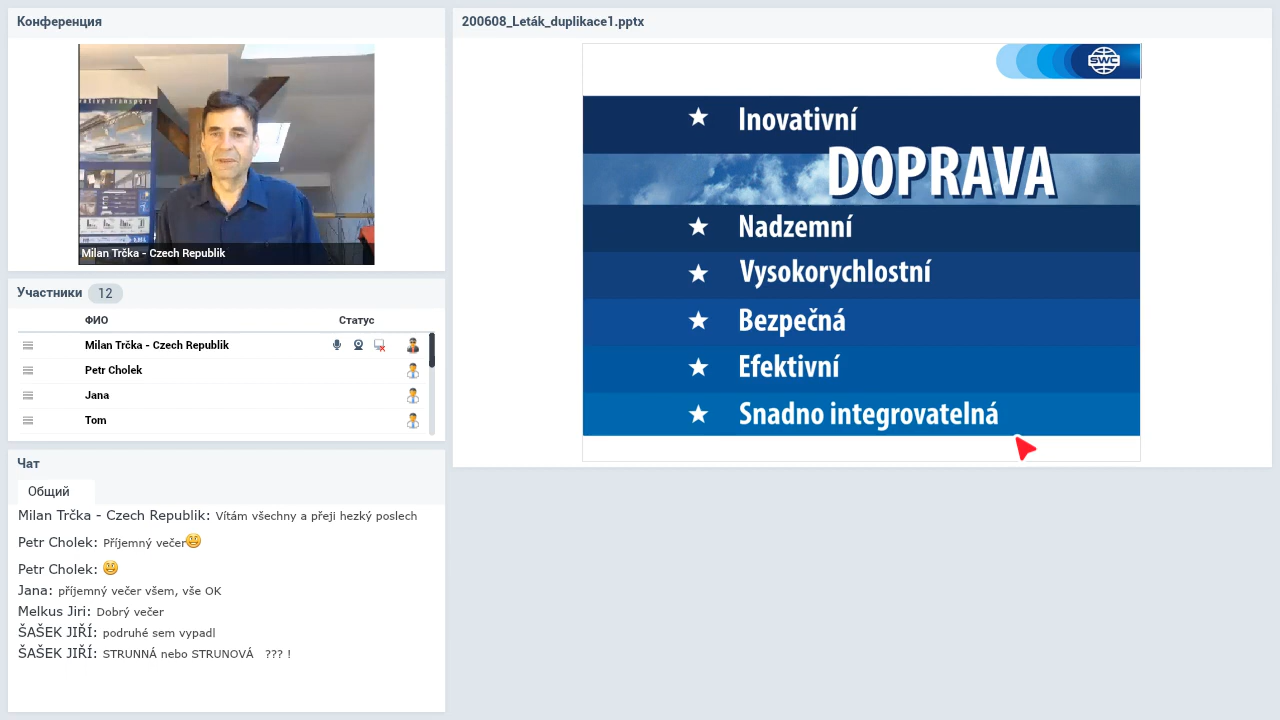 Конференция
Milan Trčka - Czech Republik
Участники 12
ФИО Статус
Milan Trčka - Czech Republik
Petr Cholek
Jana
Tom
Чат
Общий
Milan Trčka - Czech Republik: Vítám všechny a přeji hezký poslech
Petr Cholek: Příjemný večer
Petr Cholek:
Jana: příjemný večer všem, vše OK
Melkus Jiri: Dobrý večer
ŠAŠEK JIŘÍ: podruhé sem vypadl
ŠAŠEK JIŘÍ: STRUNNÁ nebo STRUNOVÁ ??? !
200608_Leták_duplikace1.pptx
SWC
Inovativní
DOPRAVA
Nadzemní
Vysokorychlostní
Bezpečná
Efektivní
Snadno integrovatelná